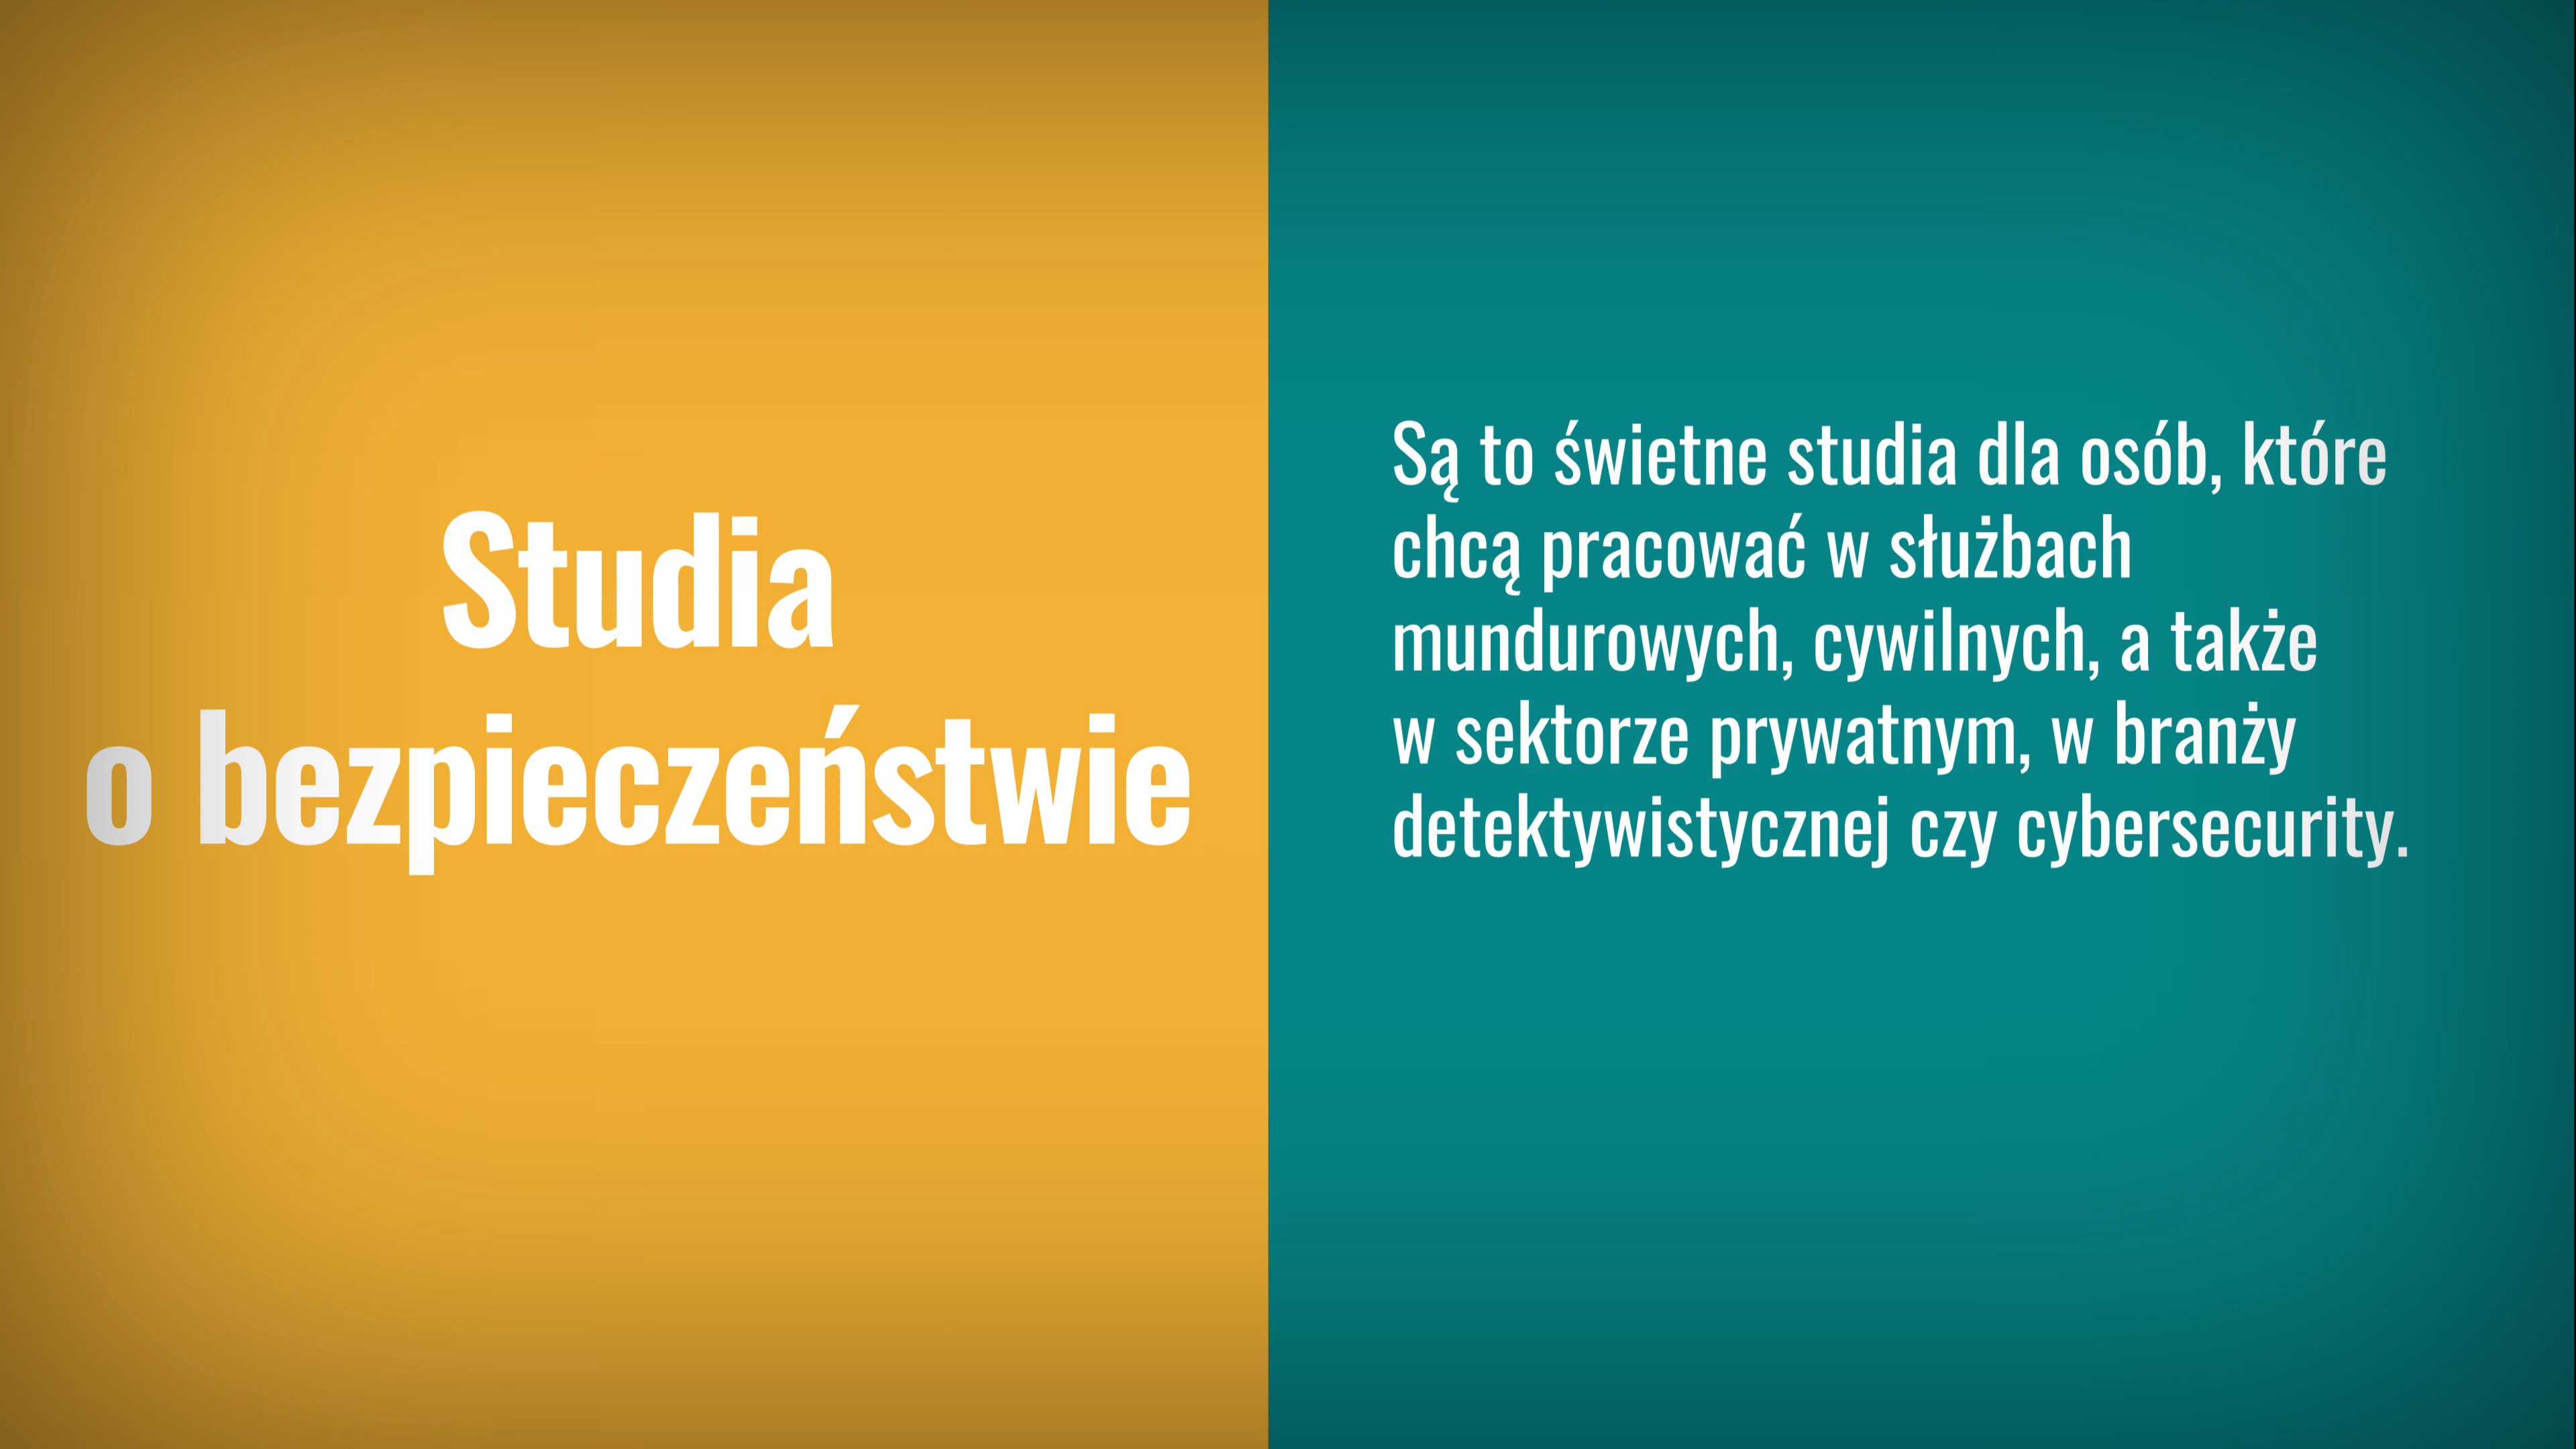 Studia
o bezpieczeństwie
Są to świetne studia dla osób, które
chcą pracować w służbach
mundurowych, cywilnych, a także
w sektorze prywatnym, w branży
detektywistycznej czy cybersecurity.